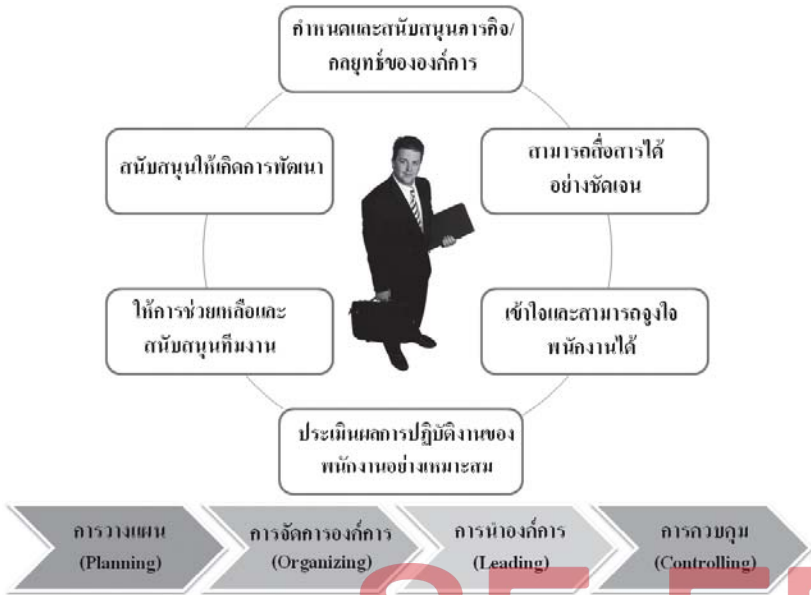 กำหนดและสนับสนุนภารกิจ/
กลยุทธ์ขององค์การ
สามารถสื่อสารได้
อย่างชัดเจน
เข้าใจและสามารถจูงใจ
พนักงานได้
ประเมินผลการปฏิบัติงานของ
พนักงานอย่างเหมาะสม
ให้การช่วยเหลือและ
สนับสนุนทีมงาน
สนับสนุนให้เกิดการพัฒนา
การวางแผน
(Planning)
การจัดการองค์การ
(Organizing)
การนำองค์การ
(Leading)
การควบคุม
(Controlling)